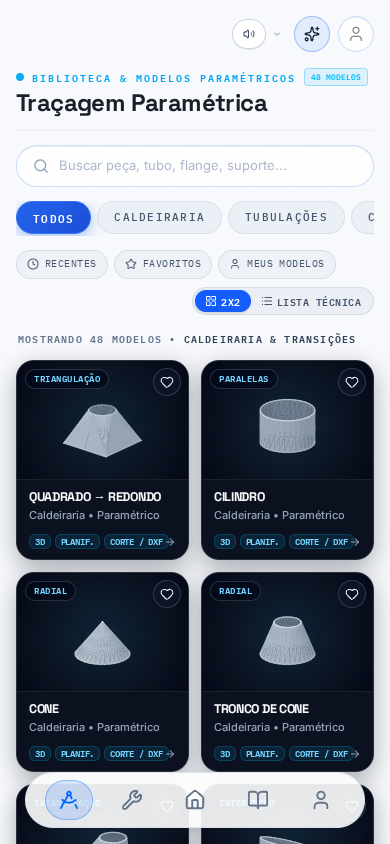 BIBLIOTECA & MODELOS PARAMÉTRICOS 48 MODELOS
Traçagem Paramétrica
Buscar peça, tubo, flange, suporte...
TODOS CALDEIRARIA TUBULAÇÕES C
RECENTES FAVORITOS MEUS MODELOS
2X2 LISTA TÉCNICA
MOSTRANDO 48 MODELOS • CALDEIRARIA & TRANSIÇÕES
TRIANGULAÇÃO
QUADRADO → REDONDO
Caldeiraria • Paramétrico
3D PLANIF. CORTE / DXF →
PARALELAS
CILINDRO
Caldeiraria • Paramétrico
3D PLANIF. CORTE / DXF →
RADIAL
CONE
Caldeiraria • Paramétrico
3D PLANIF. CORTE / DXF →
RADIAL
TRONCO DE CONE
Caldeiraria • Paramétrico
3D PLANIF. CORTE / DXF →